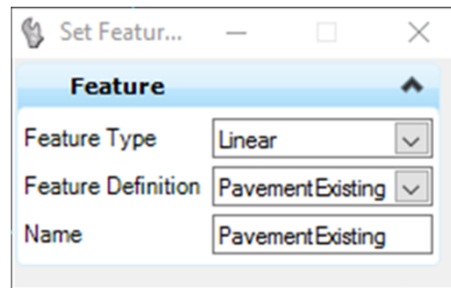 Set Featur...
Feature
Feature Type Linear
Feature Definition PavementExisting
Name PavementExisting